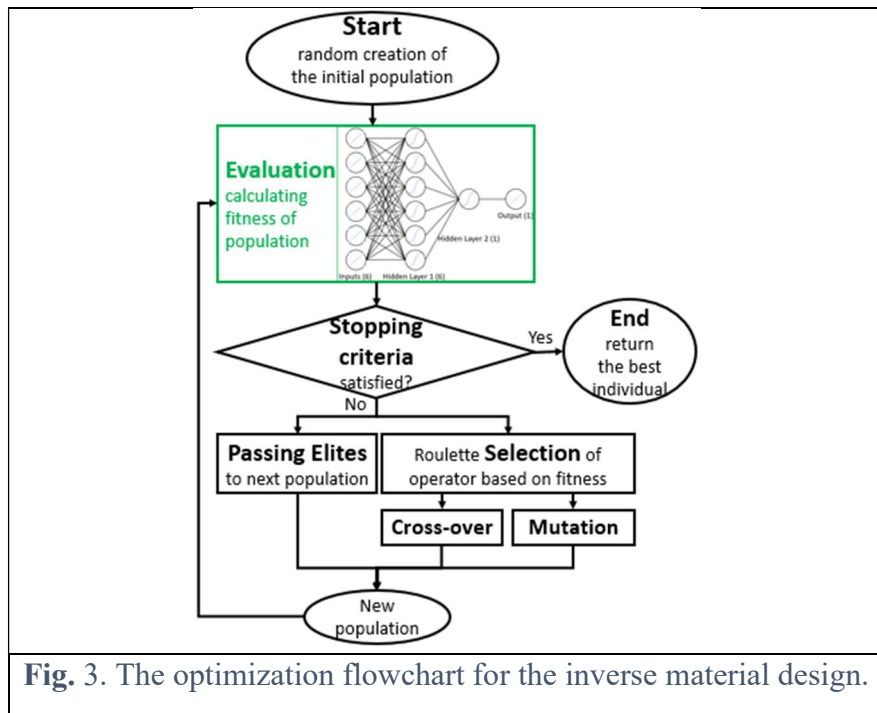 Start
random creation of
the initial population
Evaluation
calculating
fitness of
population
Output (1)
Hidden Layer 2 (1)
Inputs (6)
Hidden Layer 1 (6)
Stopping
criteria
satisfied?
Yes
End
return
the best
individual
No
Passing Elites
to next population
Roulette Selection of
operator based on fitness
Cross-over
Mutation
New
population
Fig. 3. The optimization flowchart for the inverse material design.